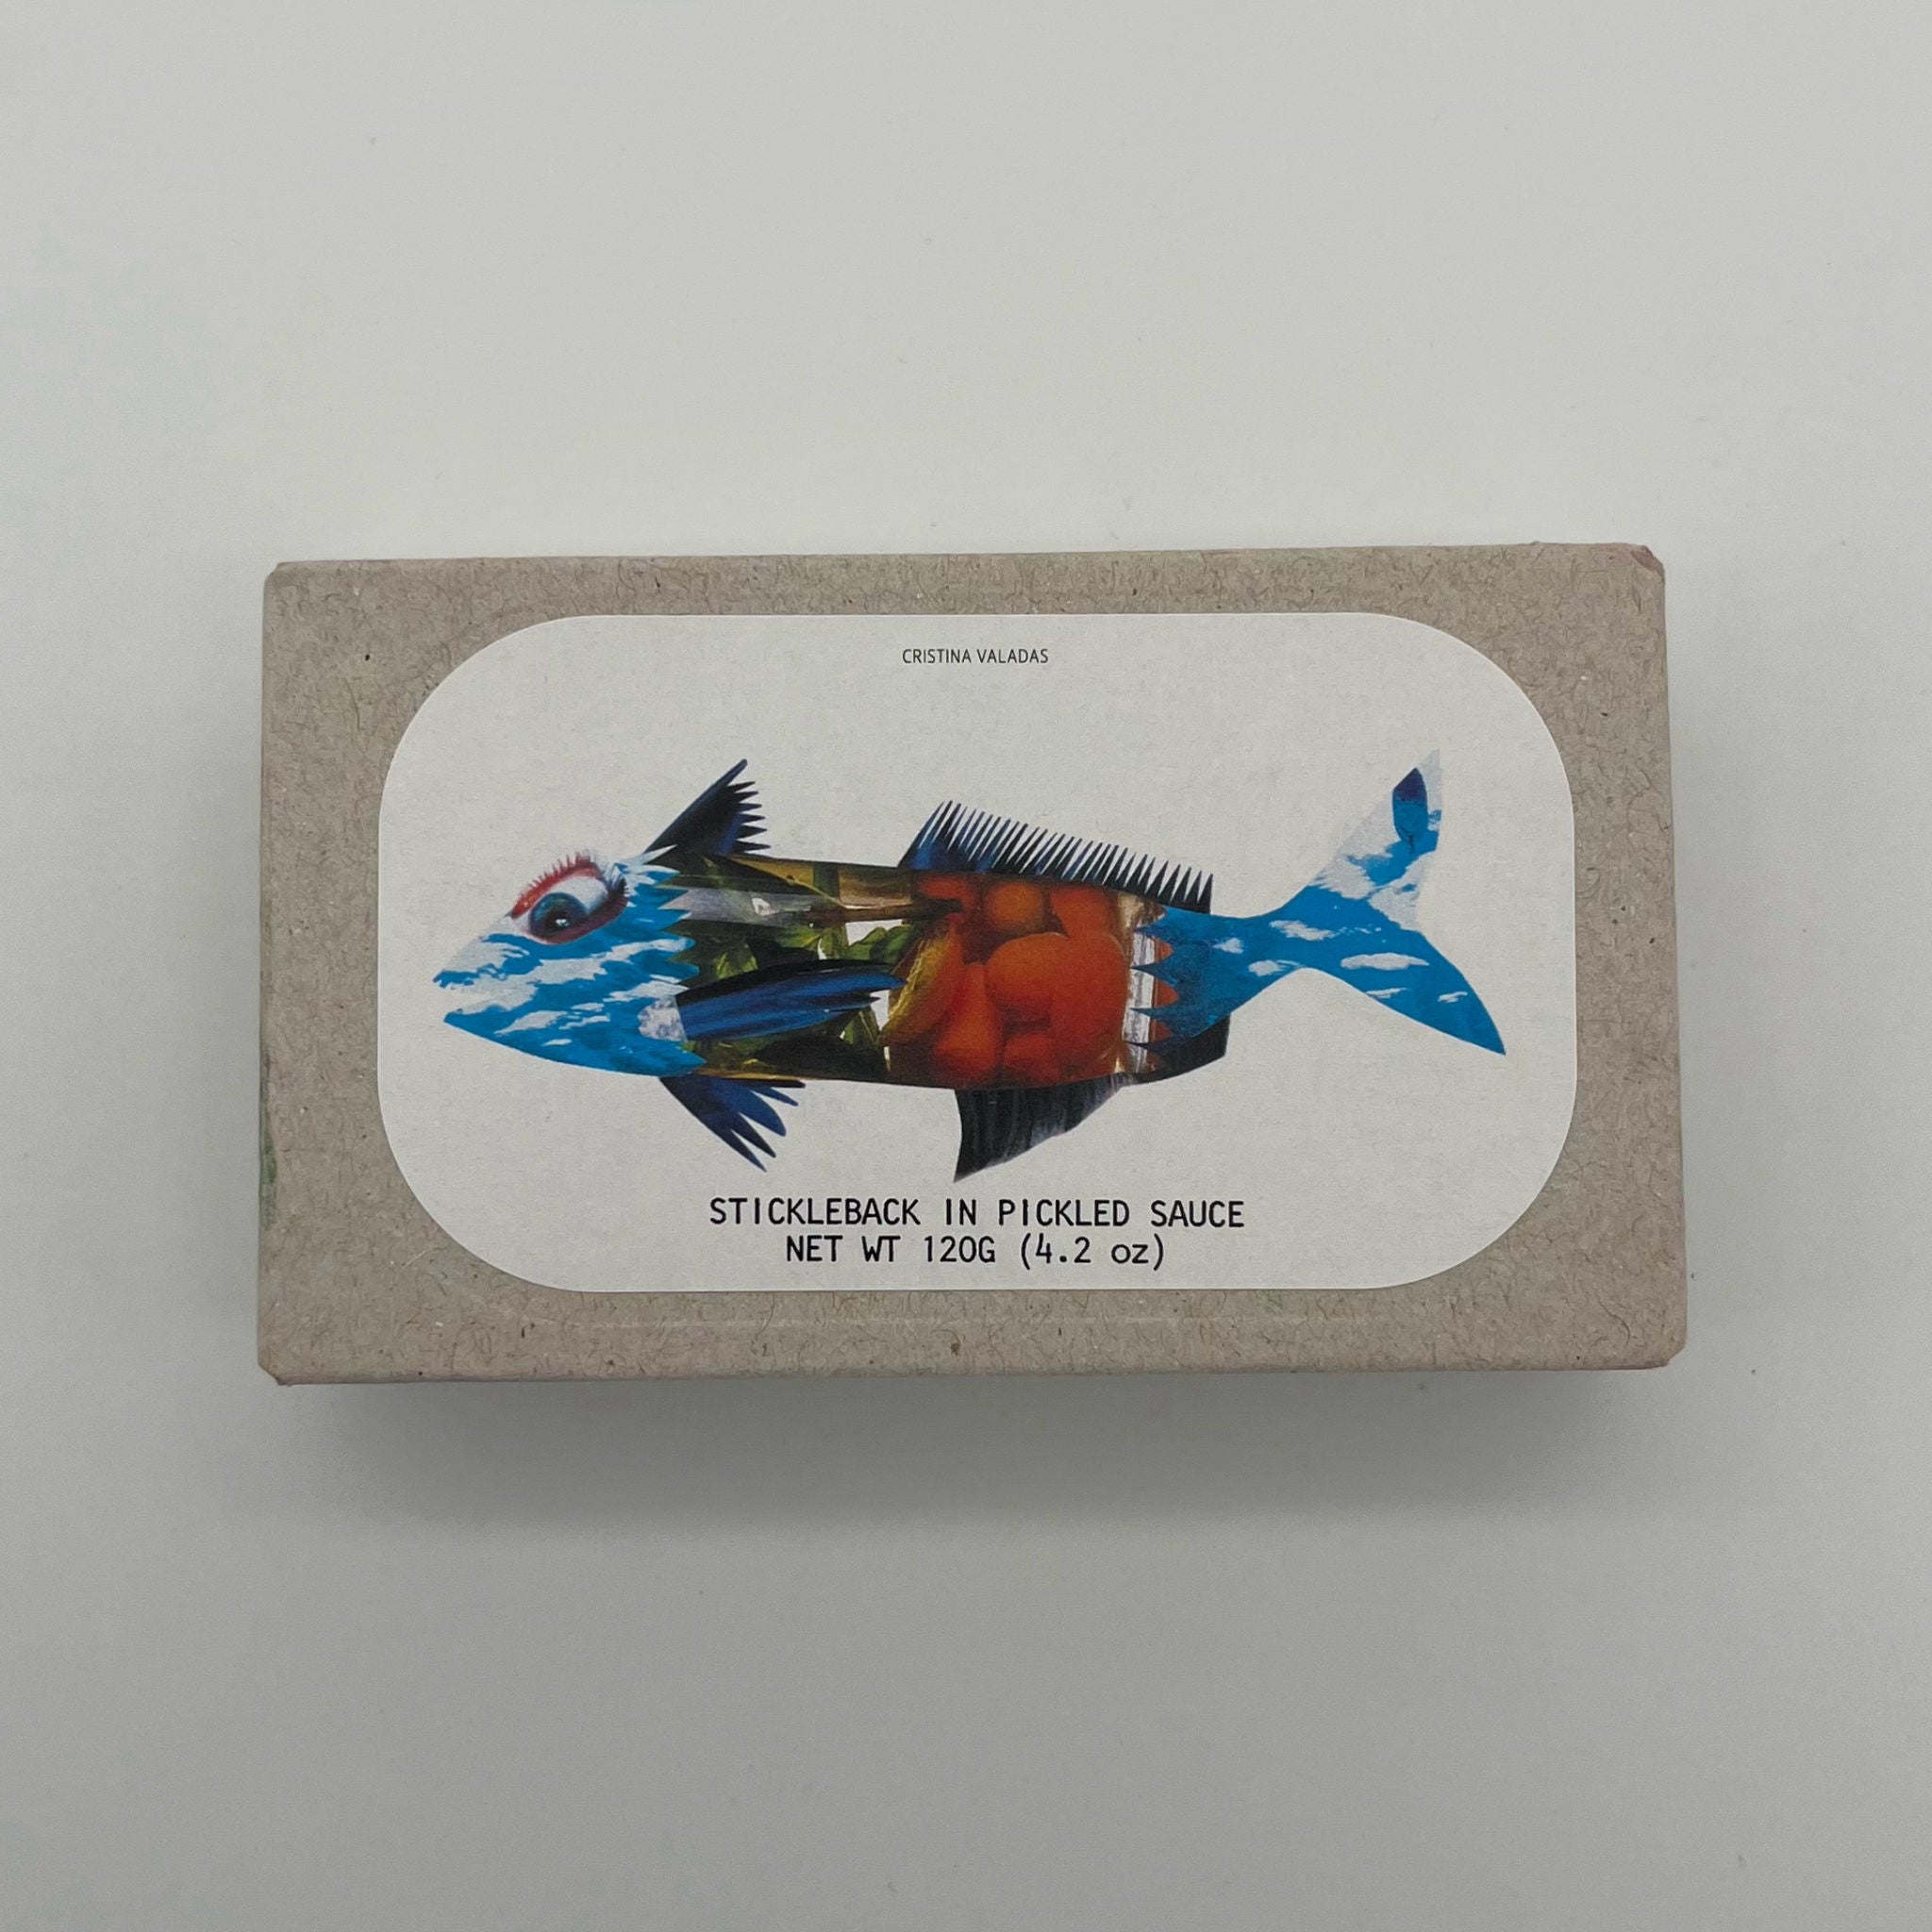 CRISTINA VALADAS
STICKLEBACK IN PICKLED SAUCE
NET WT 120G (4.2 oz)